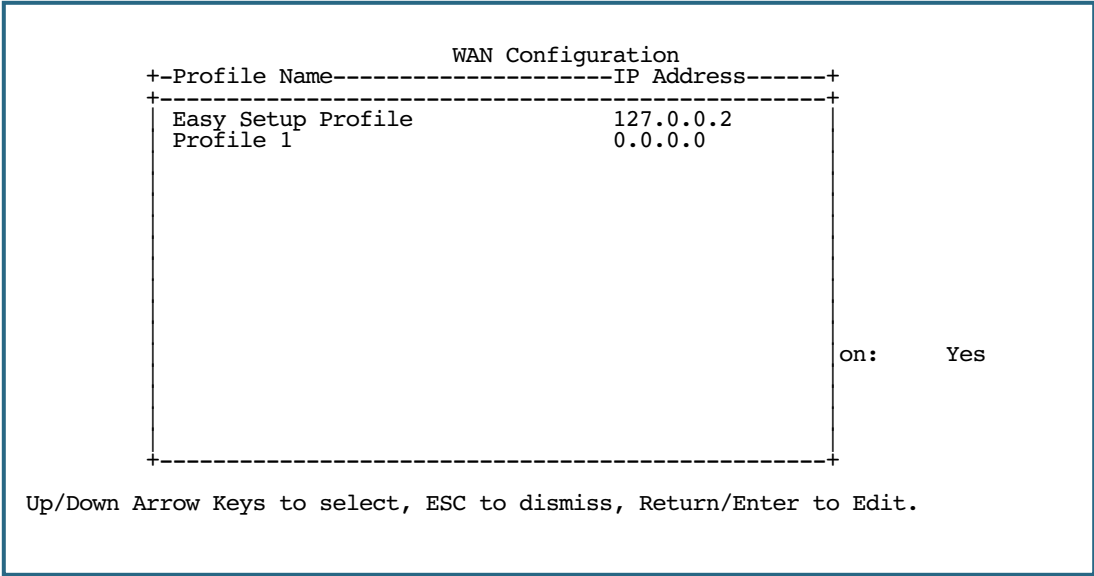 WAN Configuration
+-Profile Name---------------------IP Address------+
+--------------------------------------------------+
Easy Setup Profile 127.0.0.2
Profile 1 0.0.0.0
on: Yes
+--------------------------------------------------+
Up/Down Arrow Keys to select, ESC to dismiss, Return/Enter to Edit.